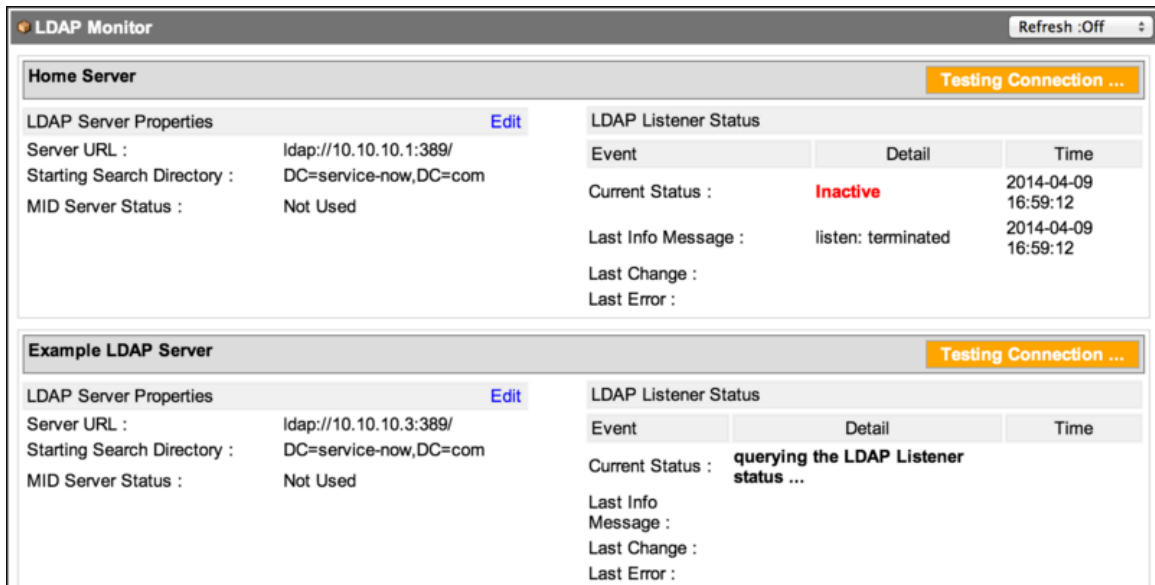 LDAP Monitor
Refresh :Off
Home Server
Testing Connection ...
LDAP Server Properties
Edit
Server URL :
ldap://10.10.10.1:389/
Starting Search Directory :
DC=service-now,DC=com
MID Server Status :
Not Used
LDAP Listener Status
Event
Detail
Time
Current Status :
Inactive
2014-04-09
16:59:12
Last Info Message :
listen: terminated
2014-04-09
16:59:12
Last Change :
Last Error :
Example LDAP Server
Testing Connection ...
LDAP Server Properties
Edit
Server URL :
ldap://10.10.10.3:389/
Starting Search Directory :
DC=service-now,DC=com
MID Server Status :
Not Used
LDAP Listener Status
Event
Detail
Time
Current Status :
querying the LDAP Listener
status ...
Last Info
Message :
Last Change :
Last Error :